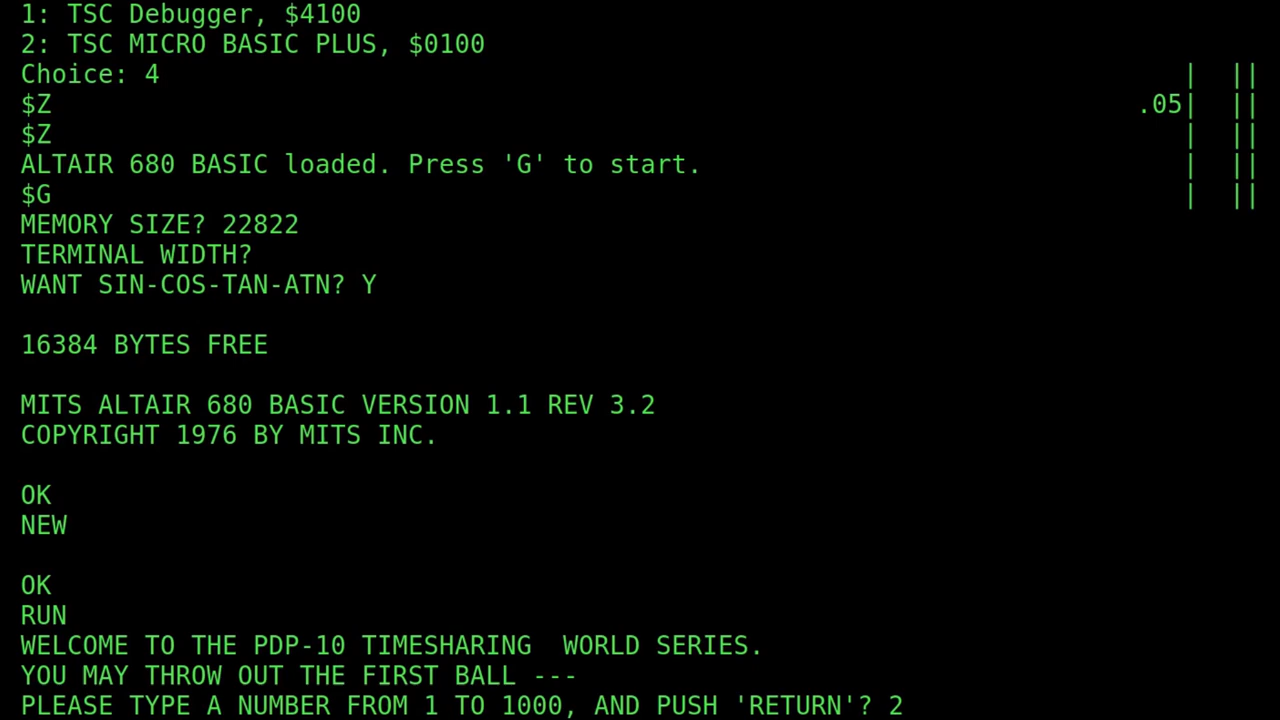 1: TSC Debugger, $4100
2: TSC MICRO BASIC PLUS, $0100
Choice: 4 | ||
$Z .05| ||
$Z | ||
ALTAIR 680 BASIC loaded. Press 'G' to start. | ||
$G | ||
MEMORY SIZE? 22822
TERMINAL WIDTH?
WANT SIN-COS-TAN-ATN? Y
16384 BYTES FREE
MITS ALTAIR 680 BASIC VERSION 1.1 REV 3.2
COPYRIGHT 1976 BY MITS INC.
OK
NEW
OK
RUN
WELCOME TO THE PDP-10 TIMESHARING  WORLD SERIES.
YOU MAY THROW OUT THE FIRST BALL ---
PLEASE TYPE A NUMBER FROM 1 TO 1000, AND PUSH 'RETURN'? 2